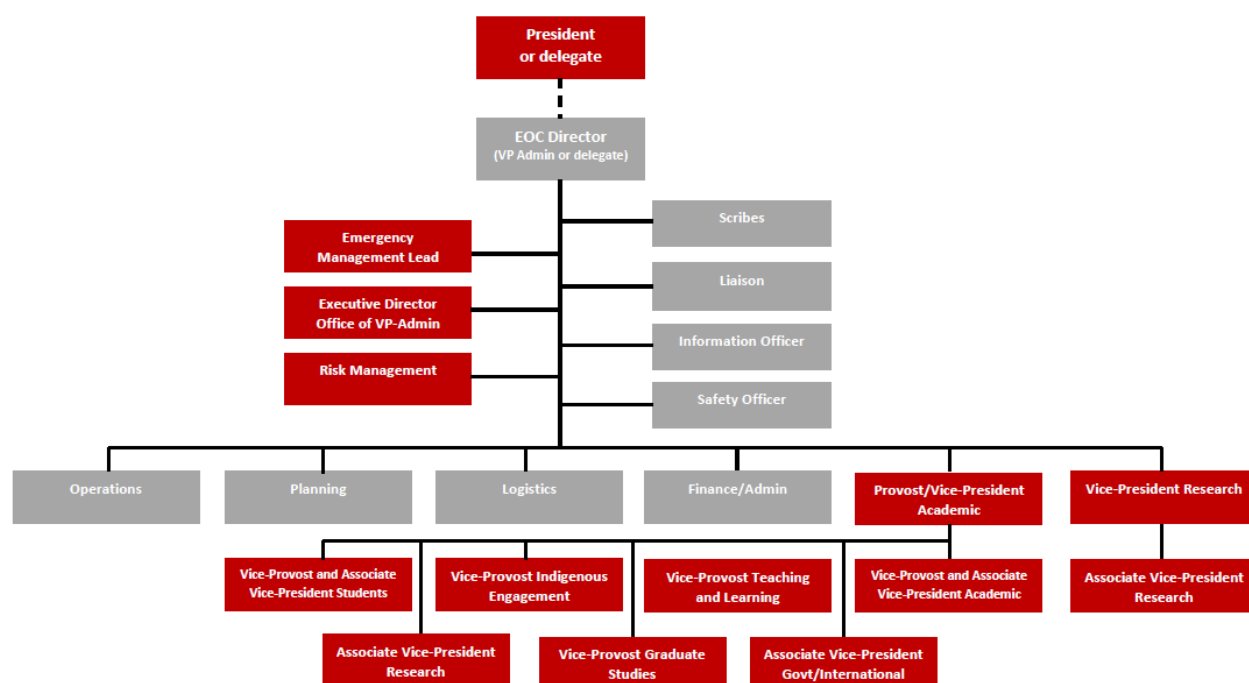 President
or delegate
EOC Director
(VP Admin or delegate)
Scribes
Emergency
Management Lead
Liaison
Executive Director
Office of VP-Admin
Information Officer
Risk Management
Safety Officer
Operations
Planning
Logistics
Finance/Admin
Provost/Vice-President
Academic
Vice-President Research
Vice-Provost and Associate
Vice-President Students
Vice-Provost Indigenous
Engagement
Vice-Provost Teaching
and Learning
Vice-Provost and Associate
Vice-President Academic
Associate Vice-President
Research
Associate Vice-President
Research
Vice-Provost Graduate
Studies
Associate Vice-President
Govt/International